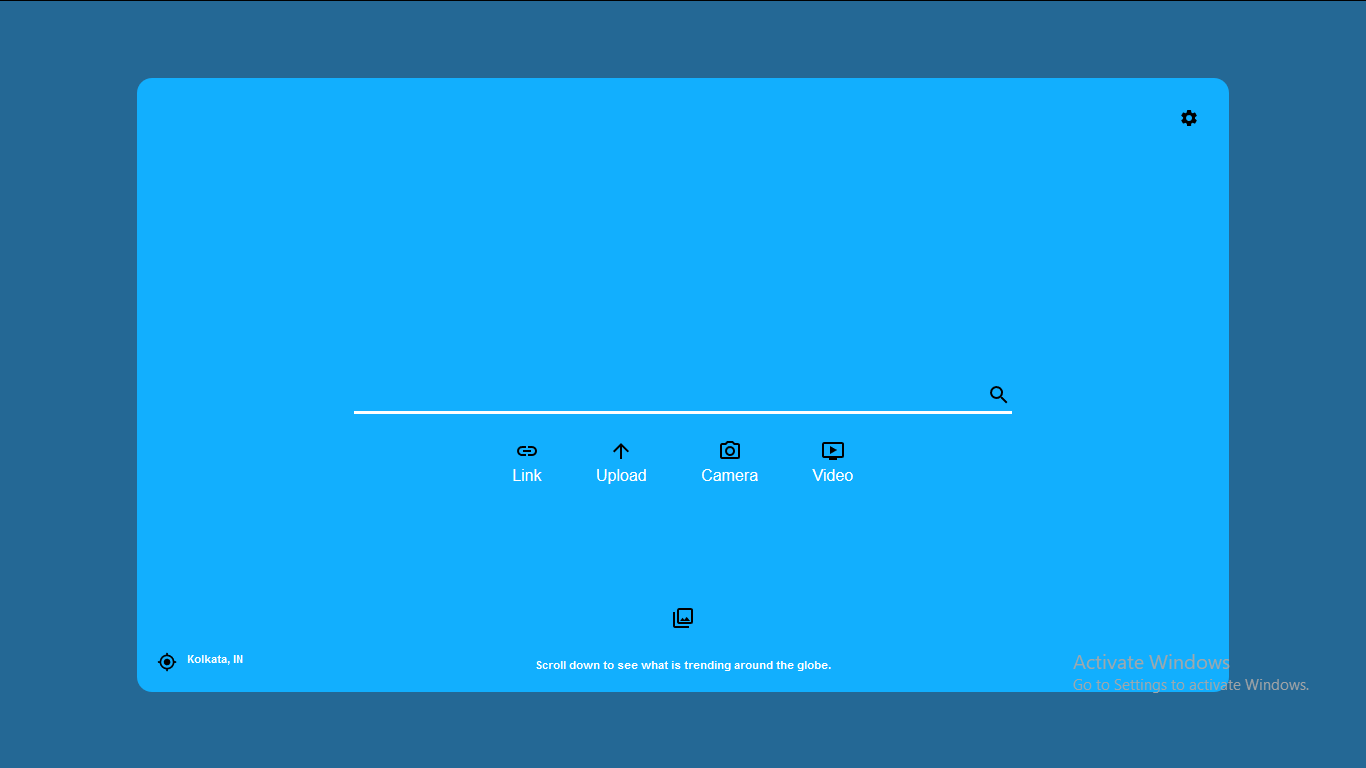 Link
Upload
Camera
Video
Kolkata, IN
Scroll down to see what is trending around the globe.
Activate Windows
Go to Settings to activate Windows.